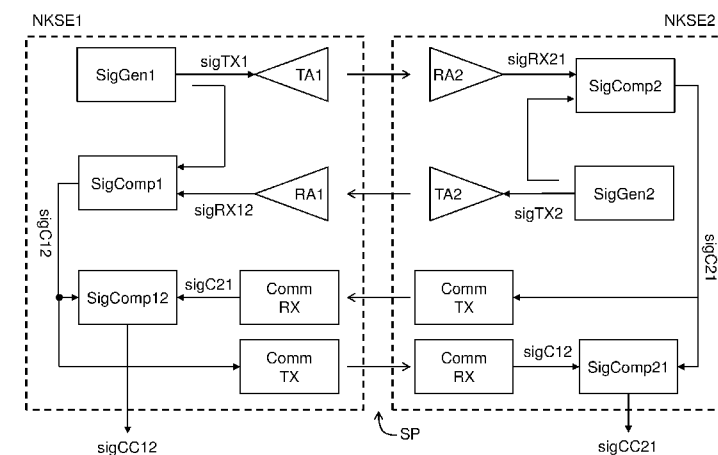 NKSE1
NKSE2
SigGen1
sigTX1
TA1
RA2
sigRX21
SigComp2
SigComp1
sigRX12
RA1
TA2
sigTX2
SigGen2
sigC12
sigC21
SigComp12
sigC21
Comm
RX
Comm
TX
Comm
TX
Comm
RX
sigC12
SigComp21
sigCC12
SP
sigCC21